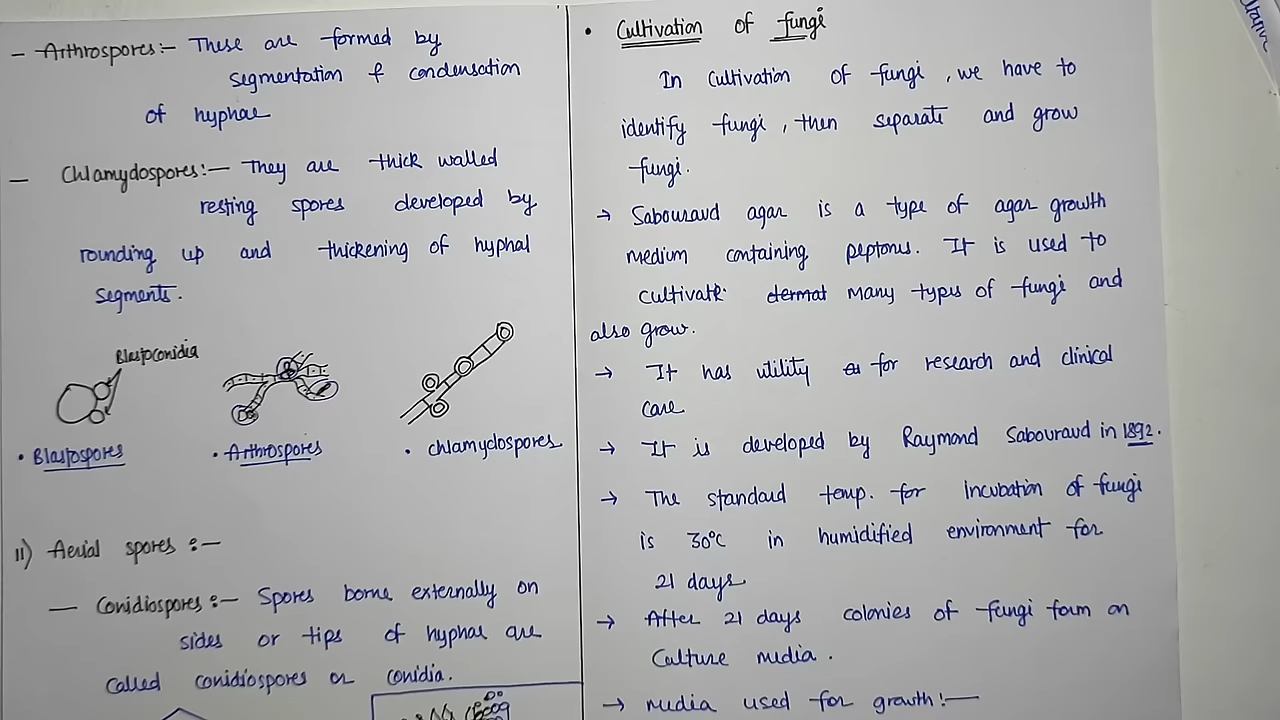 - Arthrospores:- These are formed by
segmentation & condensation
of hyphae
- Chlamydospores:- They are thick walled
resting spores developed by
rounding up and thickening of hyphal
segments.
Blastoconidia
• Blastospores • Arthrospores • chlamydospores
II) Aerial spores :-
- Conidiospores :- Spores borne externally on
sides or tips of hyphae are
called conidiospores or conidia.
• Cultivation of fungi
In cultivation of fungi, we have to
identify fungi, then separate and grow
fungi.
→ Sabouraud agar is a type of agar growth
medium containing peptones. It is used to
cultivate dermat many types of fungi and
also grow.
→ It has utility for research and clinical
care
→ It is developed by Raymond Sabouraud in 1892.
→ The standard temp. for incubation of fungi
is 30°C in humidified environment for
21 days
→ After 21 days colonies of fungi form on
Culture media.
→ Media used for growth:-